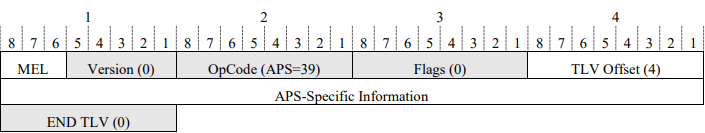 1 2 3 4
8 7 6 5 4 3 2 1 8 7 6 5 4 3 2 1 8 7 6 5 4 3 2 1 8 7 6 5 4 3 2 1
MEL Version (0) OpCode (APS=39) Flags (0) TLV Offset (4)
APS-Specific Information
END TLV (0)